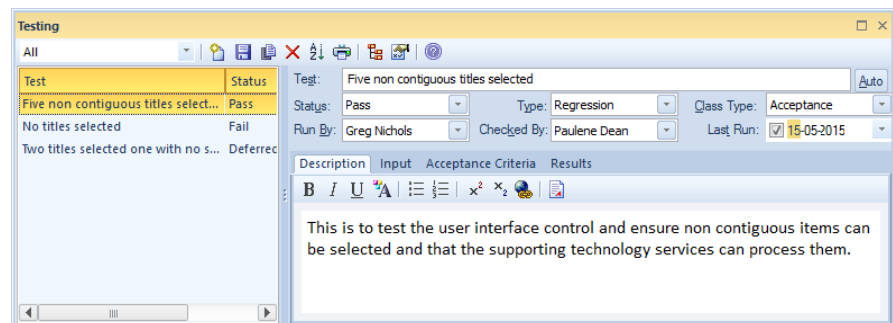 Testing
All
Test Status
Five non contiguous titles select... Pass
No titles selected Fail
Two titles selected one with no s... Deferred
Test: Five non contiguous titles selected Auto
Status: Pass Type: Regression Class Type: Acceptance
Run By: Greg Nichols Checked By: Paulene Dean Last Run: 15-05-2015
Description Input Acceptance Criteria Results
B I U A x² x₂
This is to test the user interface control and ensure non contiguous items can
be selected and that the supporting technology services can process them.